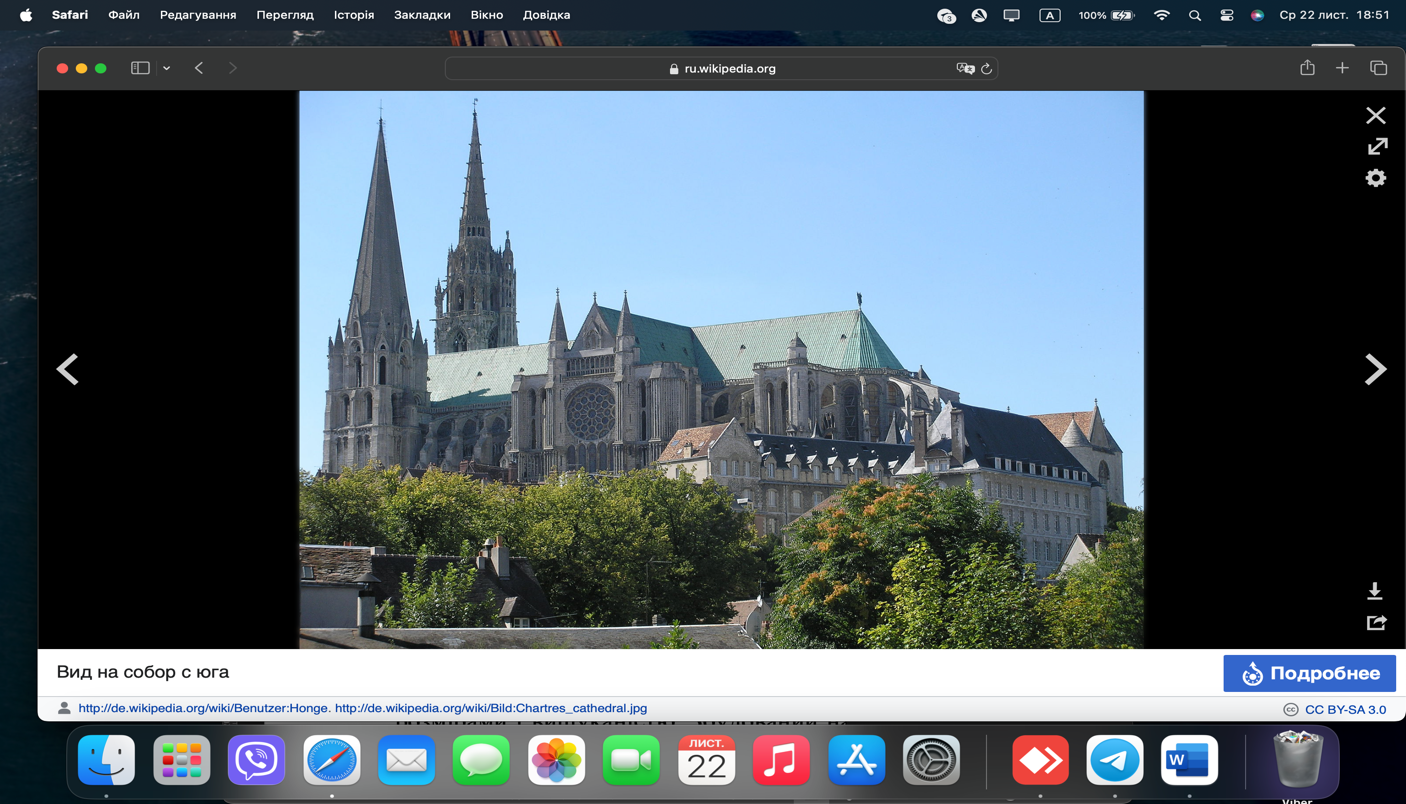 Safari Файл Редагування Перегляд Історія Закладки Вікно Довідка 3 A 100% Ср 22 лист. 18:51
ru.wikipedia.org
Вид на собор с юга
Подробнее
http://de.wikipedia.org/wiki/Benutzer:Honge. http://de.wikipedia.org/wiki/Bild:Chartres_cathedral.jpg
cc CC BY-SA 3.0
ЛИСТ.
22
W
Viber